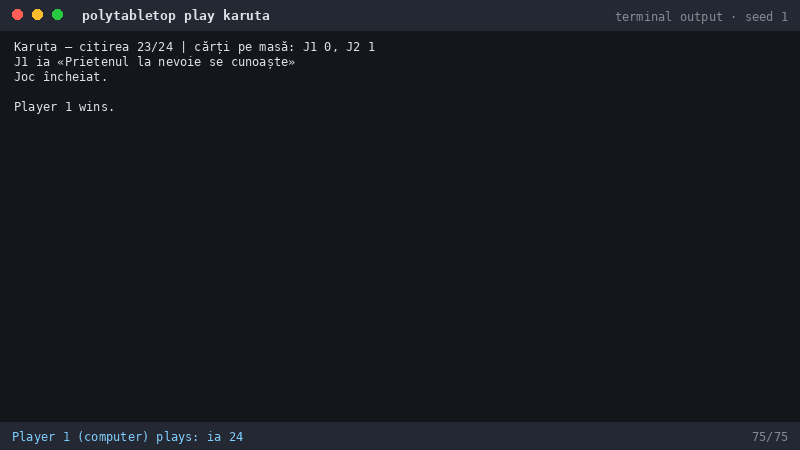 polytabletop play karuta
terminal output · seed 1
Karuta — citirea 23/24 | cărți pe masă: J1 0, J2 1
J1 ia «Prietenul la nevoie se cunoaște»
Joc încheiat.
Player 1 wins.
Player 1 (computer) plays: ia 24
75/75